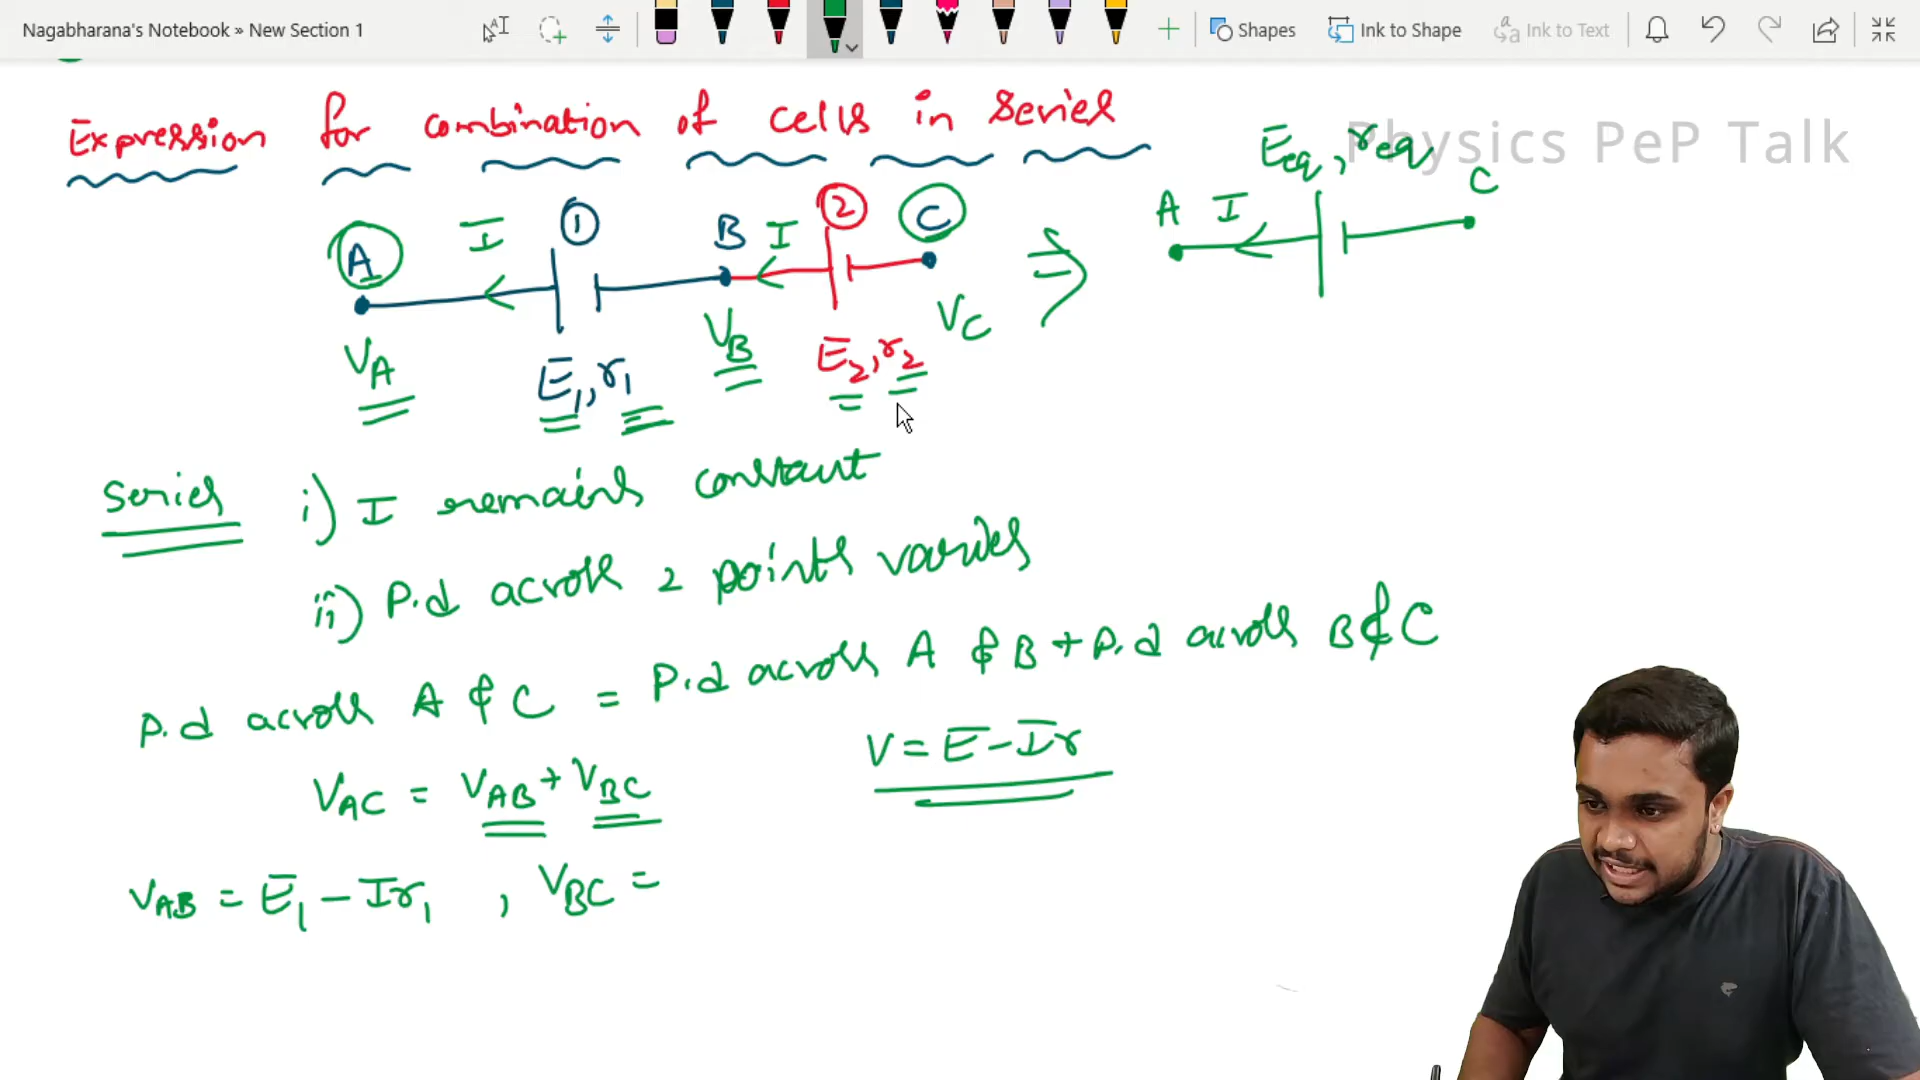 Nagabharana's Notebook » New Section 1
Shapes
Ink to Shape
Ink to Text
Expression for combination of cells in series
Physics PeP Talk
Eeq, req
A I C
A I 1 B I 2 C
VA E1, r1 VB E2, r2 VC
⇒
Series i) I remains constant
ii) P.d across 2 points varies
P.d across A & C = P.d across A & B + P.d across B & C
V = E - Ir
VAC = VAB + VBC
VAB = E1 - Ir1 , VBC =